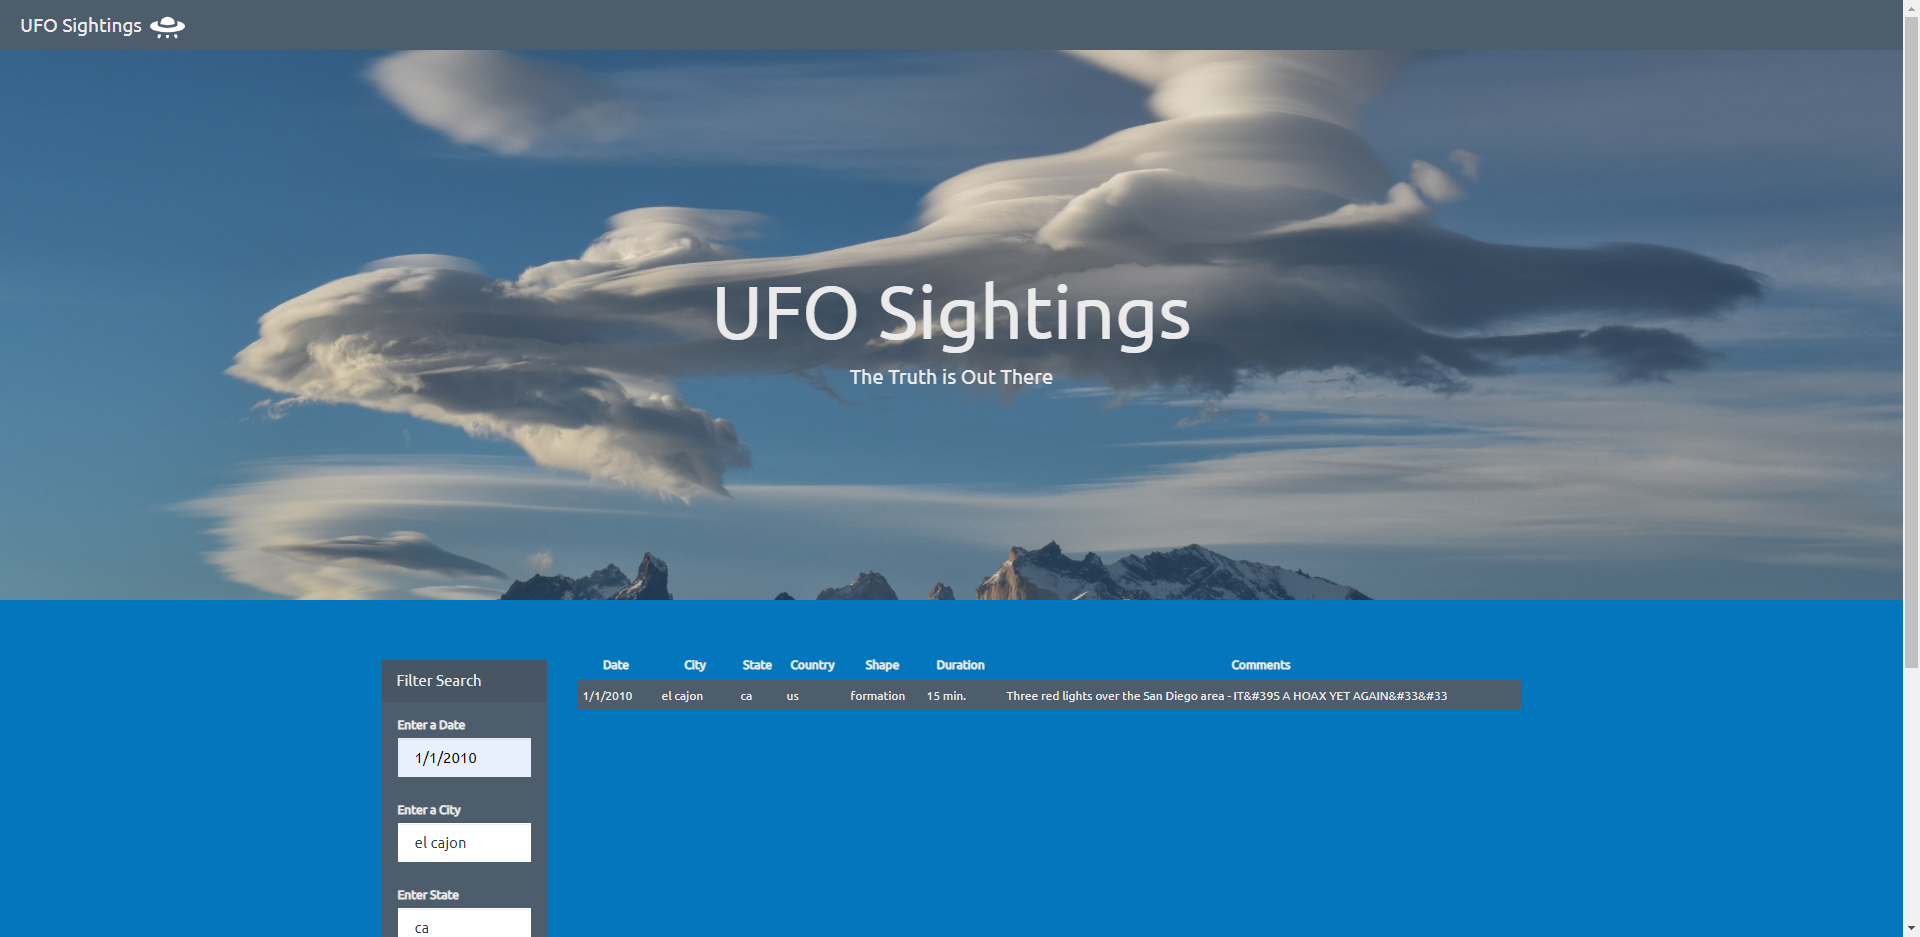 UFO Sightings
UFO Sightings
The Truth is Out There
Filter Search
Enter a Date
1/1/2010
Enter a City
el cajon
Enter State
ca
Date City State Country Shape Duration Comments
1/1/2010 el cajon ca us formation 15 min. Three red lights over the San Diego area - IT&#39S A HOAX YET AGAIN&#33&#33